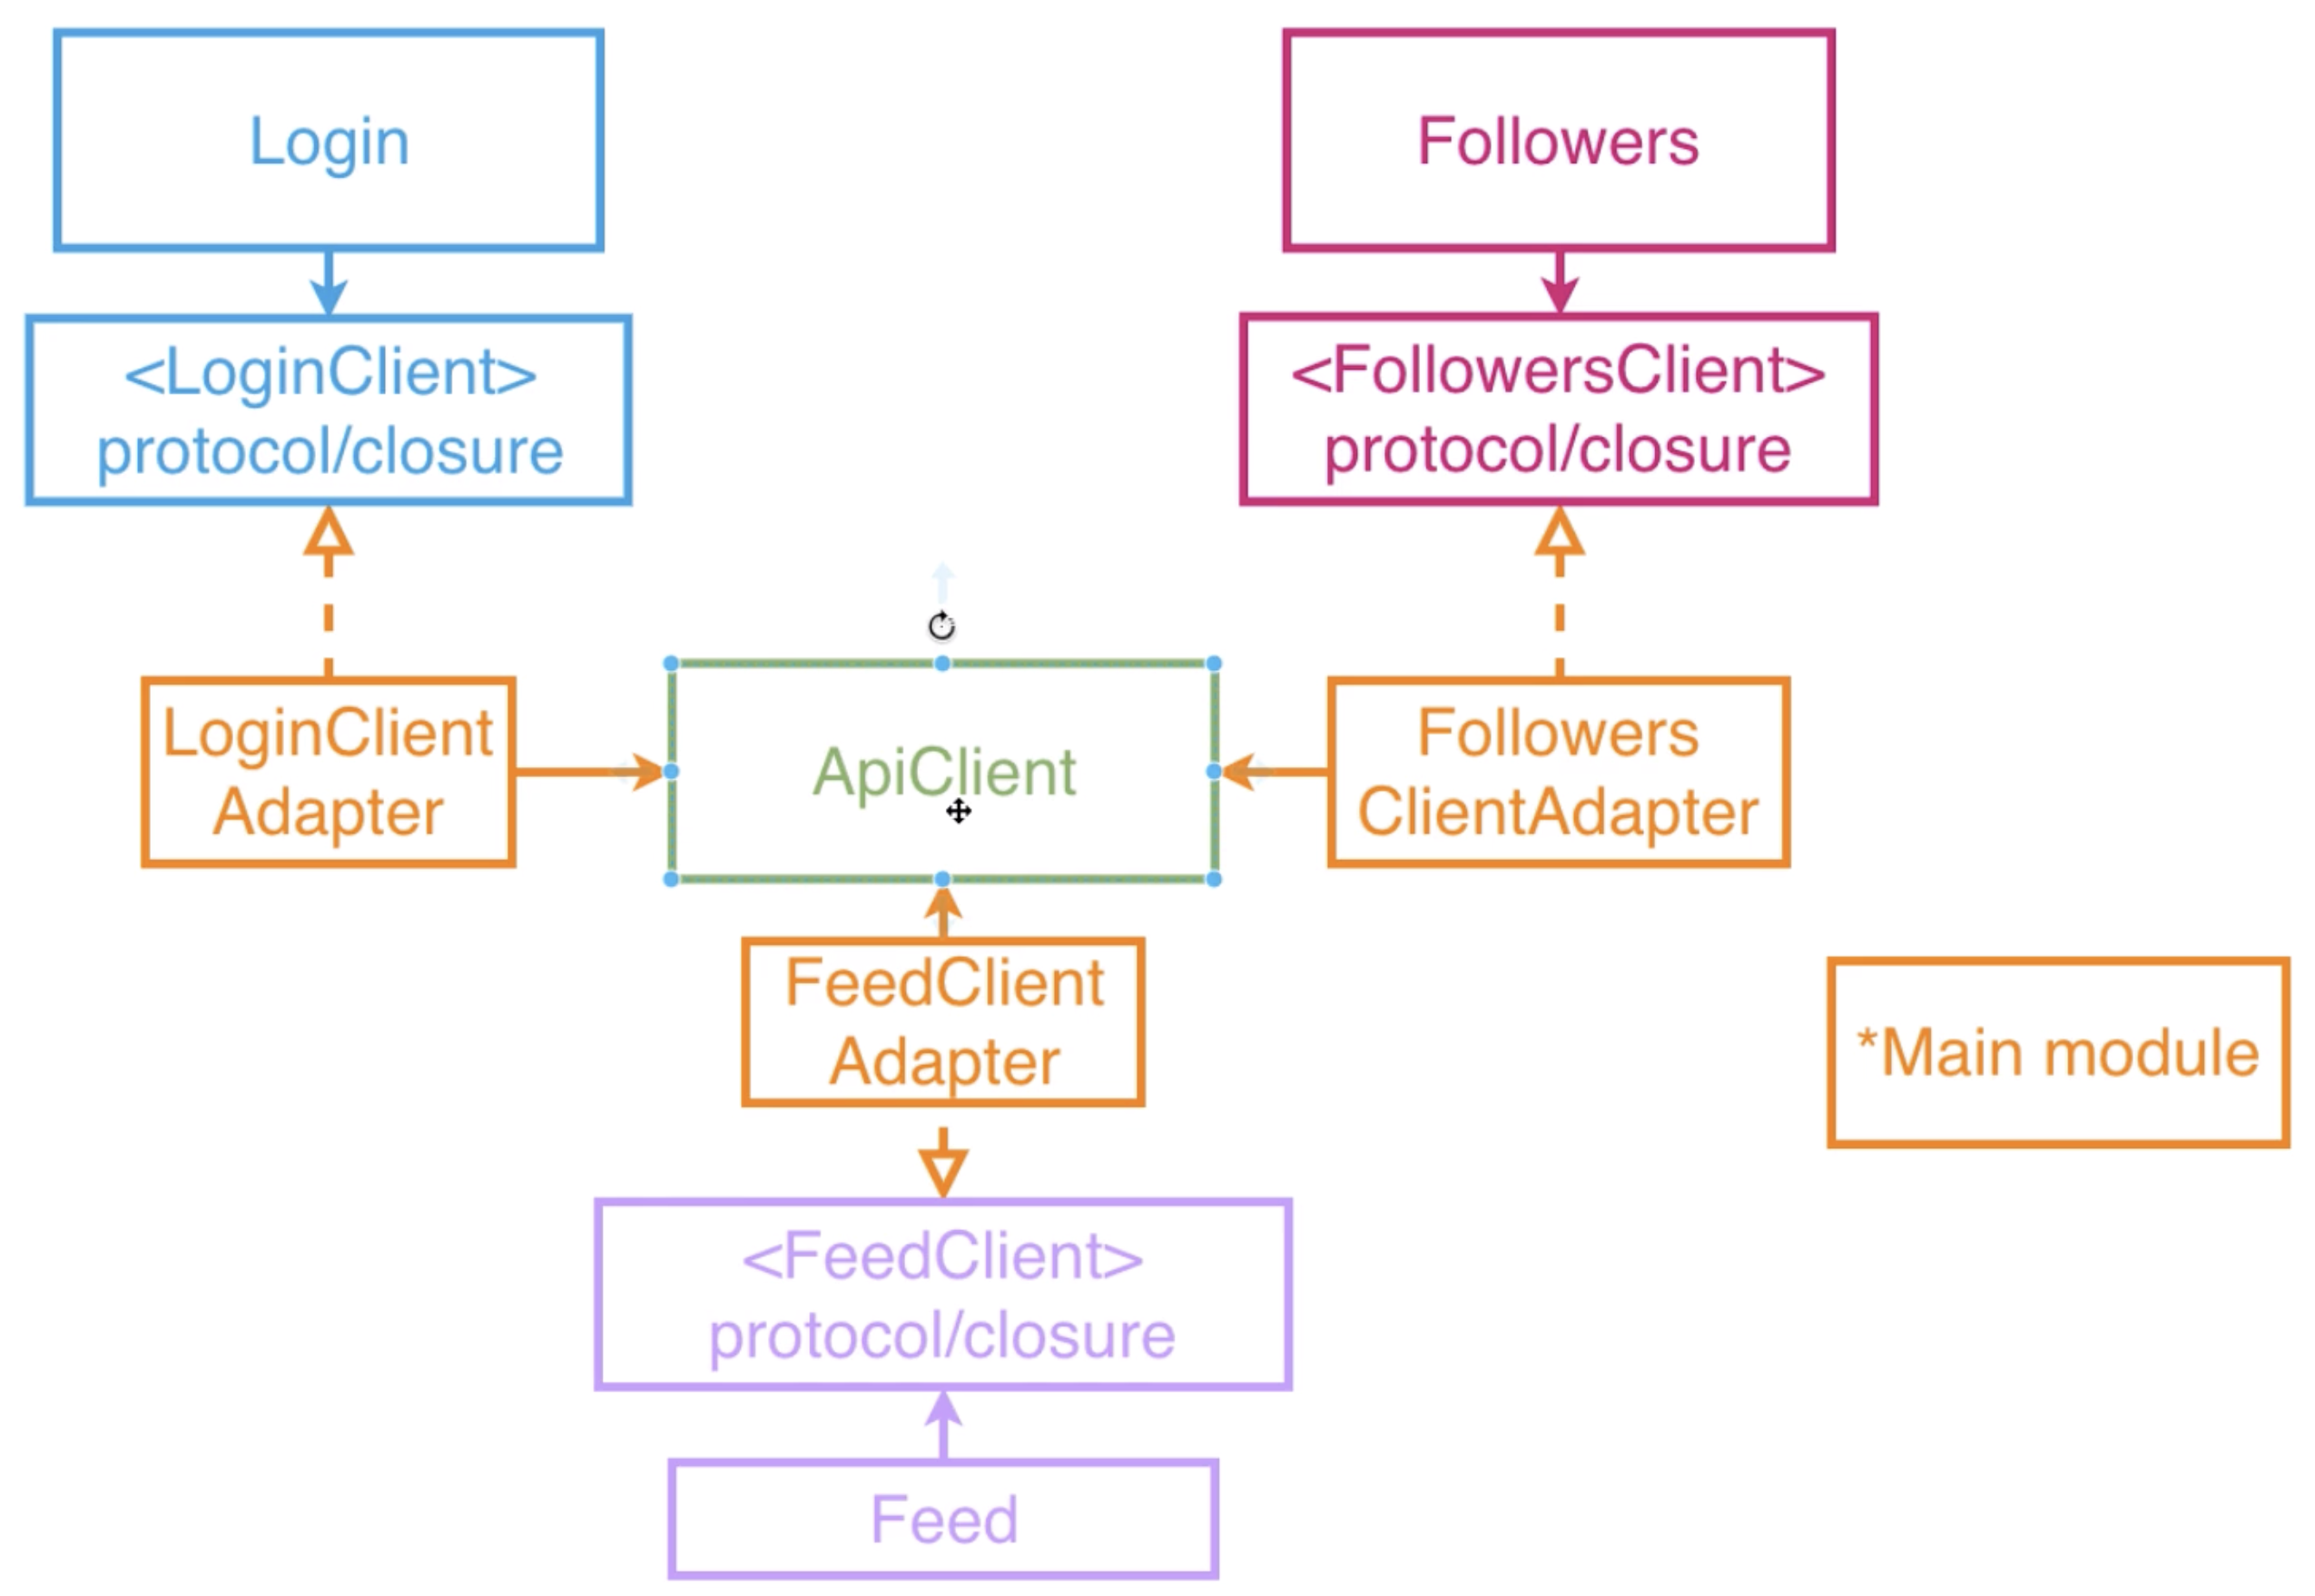 Login
Followers
<LoginClient>
protocol/closure
<FollowersClient>
protocol/closure
LoginClient
Adapter
ApiClient
Followers
ClientAdapter
FeedClient
Adapter
*Main module
<FeedClient>
protocol/closure
Feed